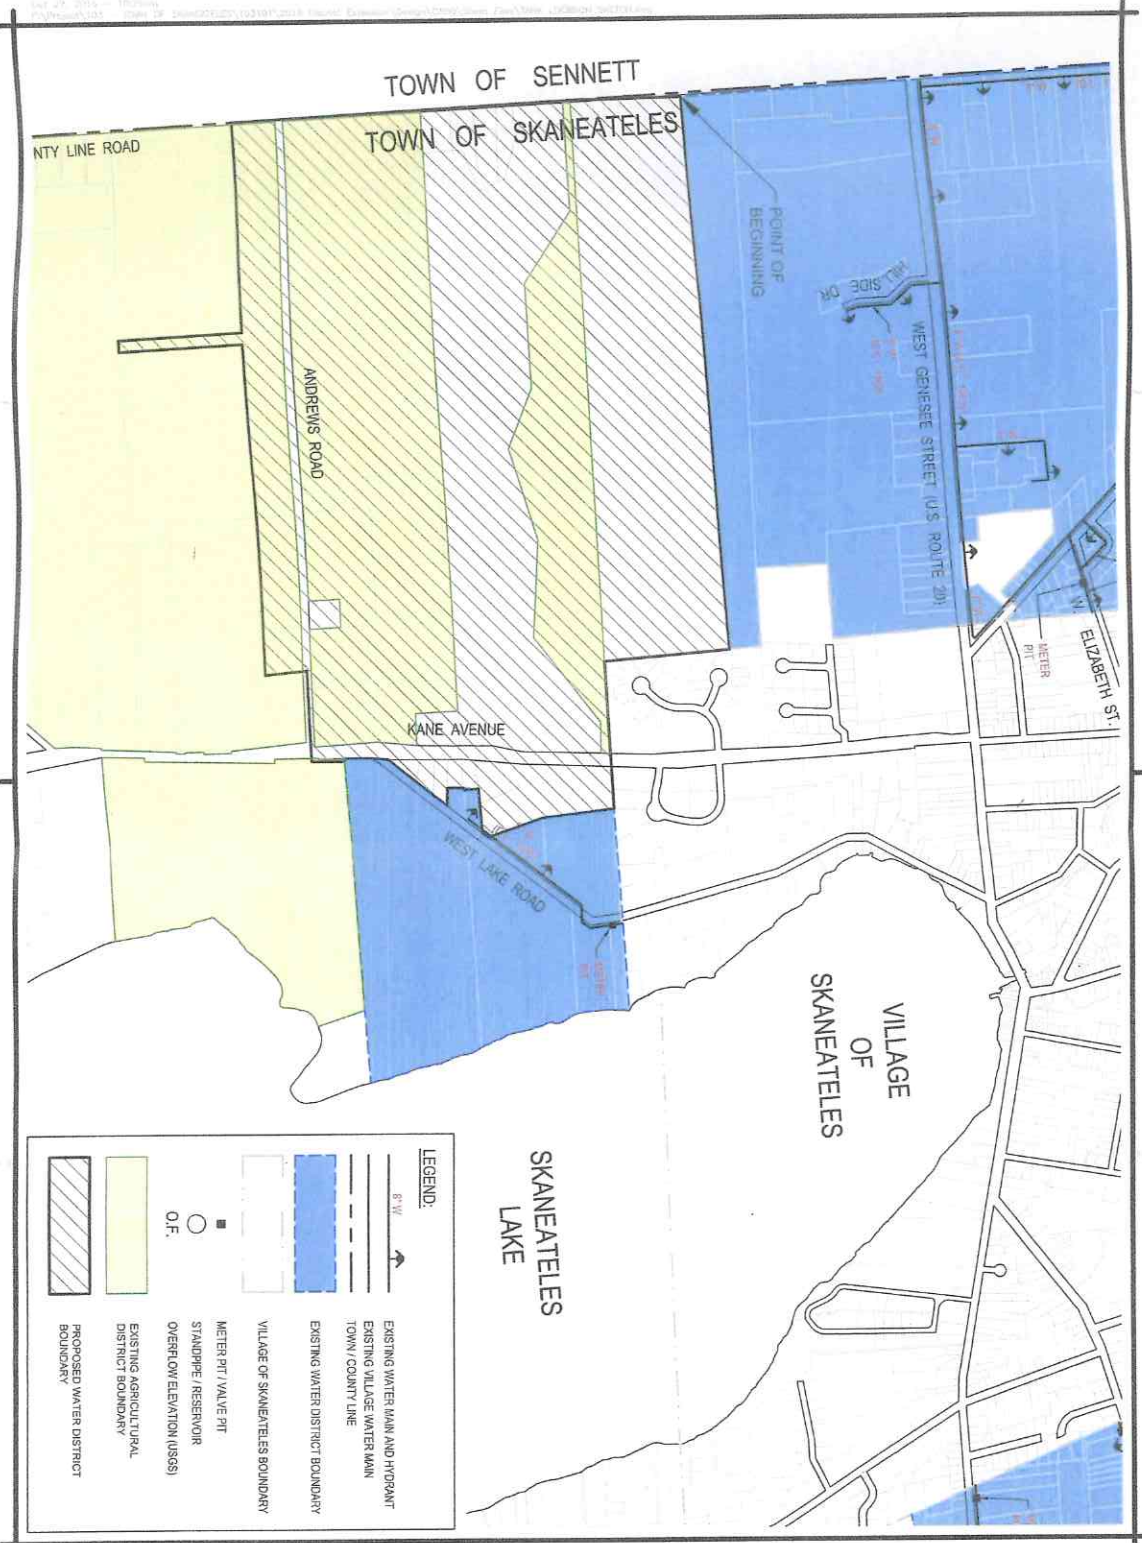 TOWN OF SENNETT
TOWN OF SKANEATELES
NTY LINE ROAD
POINT OF
BEGINNING
HILL SIDE DR
WEST GENESEE STREET (U.S. ROUTE 20)
ANDREWS ROAD
METER
PIT
W. ELIZABETH ST.
KANE AVENUE
WEST LAKE ROAD
METER
PIT
VILLAGE
OF
SKANEATELES
SKANEATELES
LAKE
LEGEND:
8" W
EXISTING WATER MAIN AND HYDRANT
EXISTING VILLAGE WATER MAIN
TOWN / COUNTY LINE
EXISTING WATER DISTRICT BOUNDARY
VILLAGE OF SKANEATELES BOUNDARY
METER PIT / VALVE PIT
STANDPIPE / RESERVOIR
O.F.
OVERFLOW ELEVATION (USGS)
EXISTING AGRICULTURAL
DISTRICT BOUNDARY
PROPOSED WATER DISTRICT
BOUNDARY